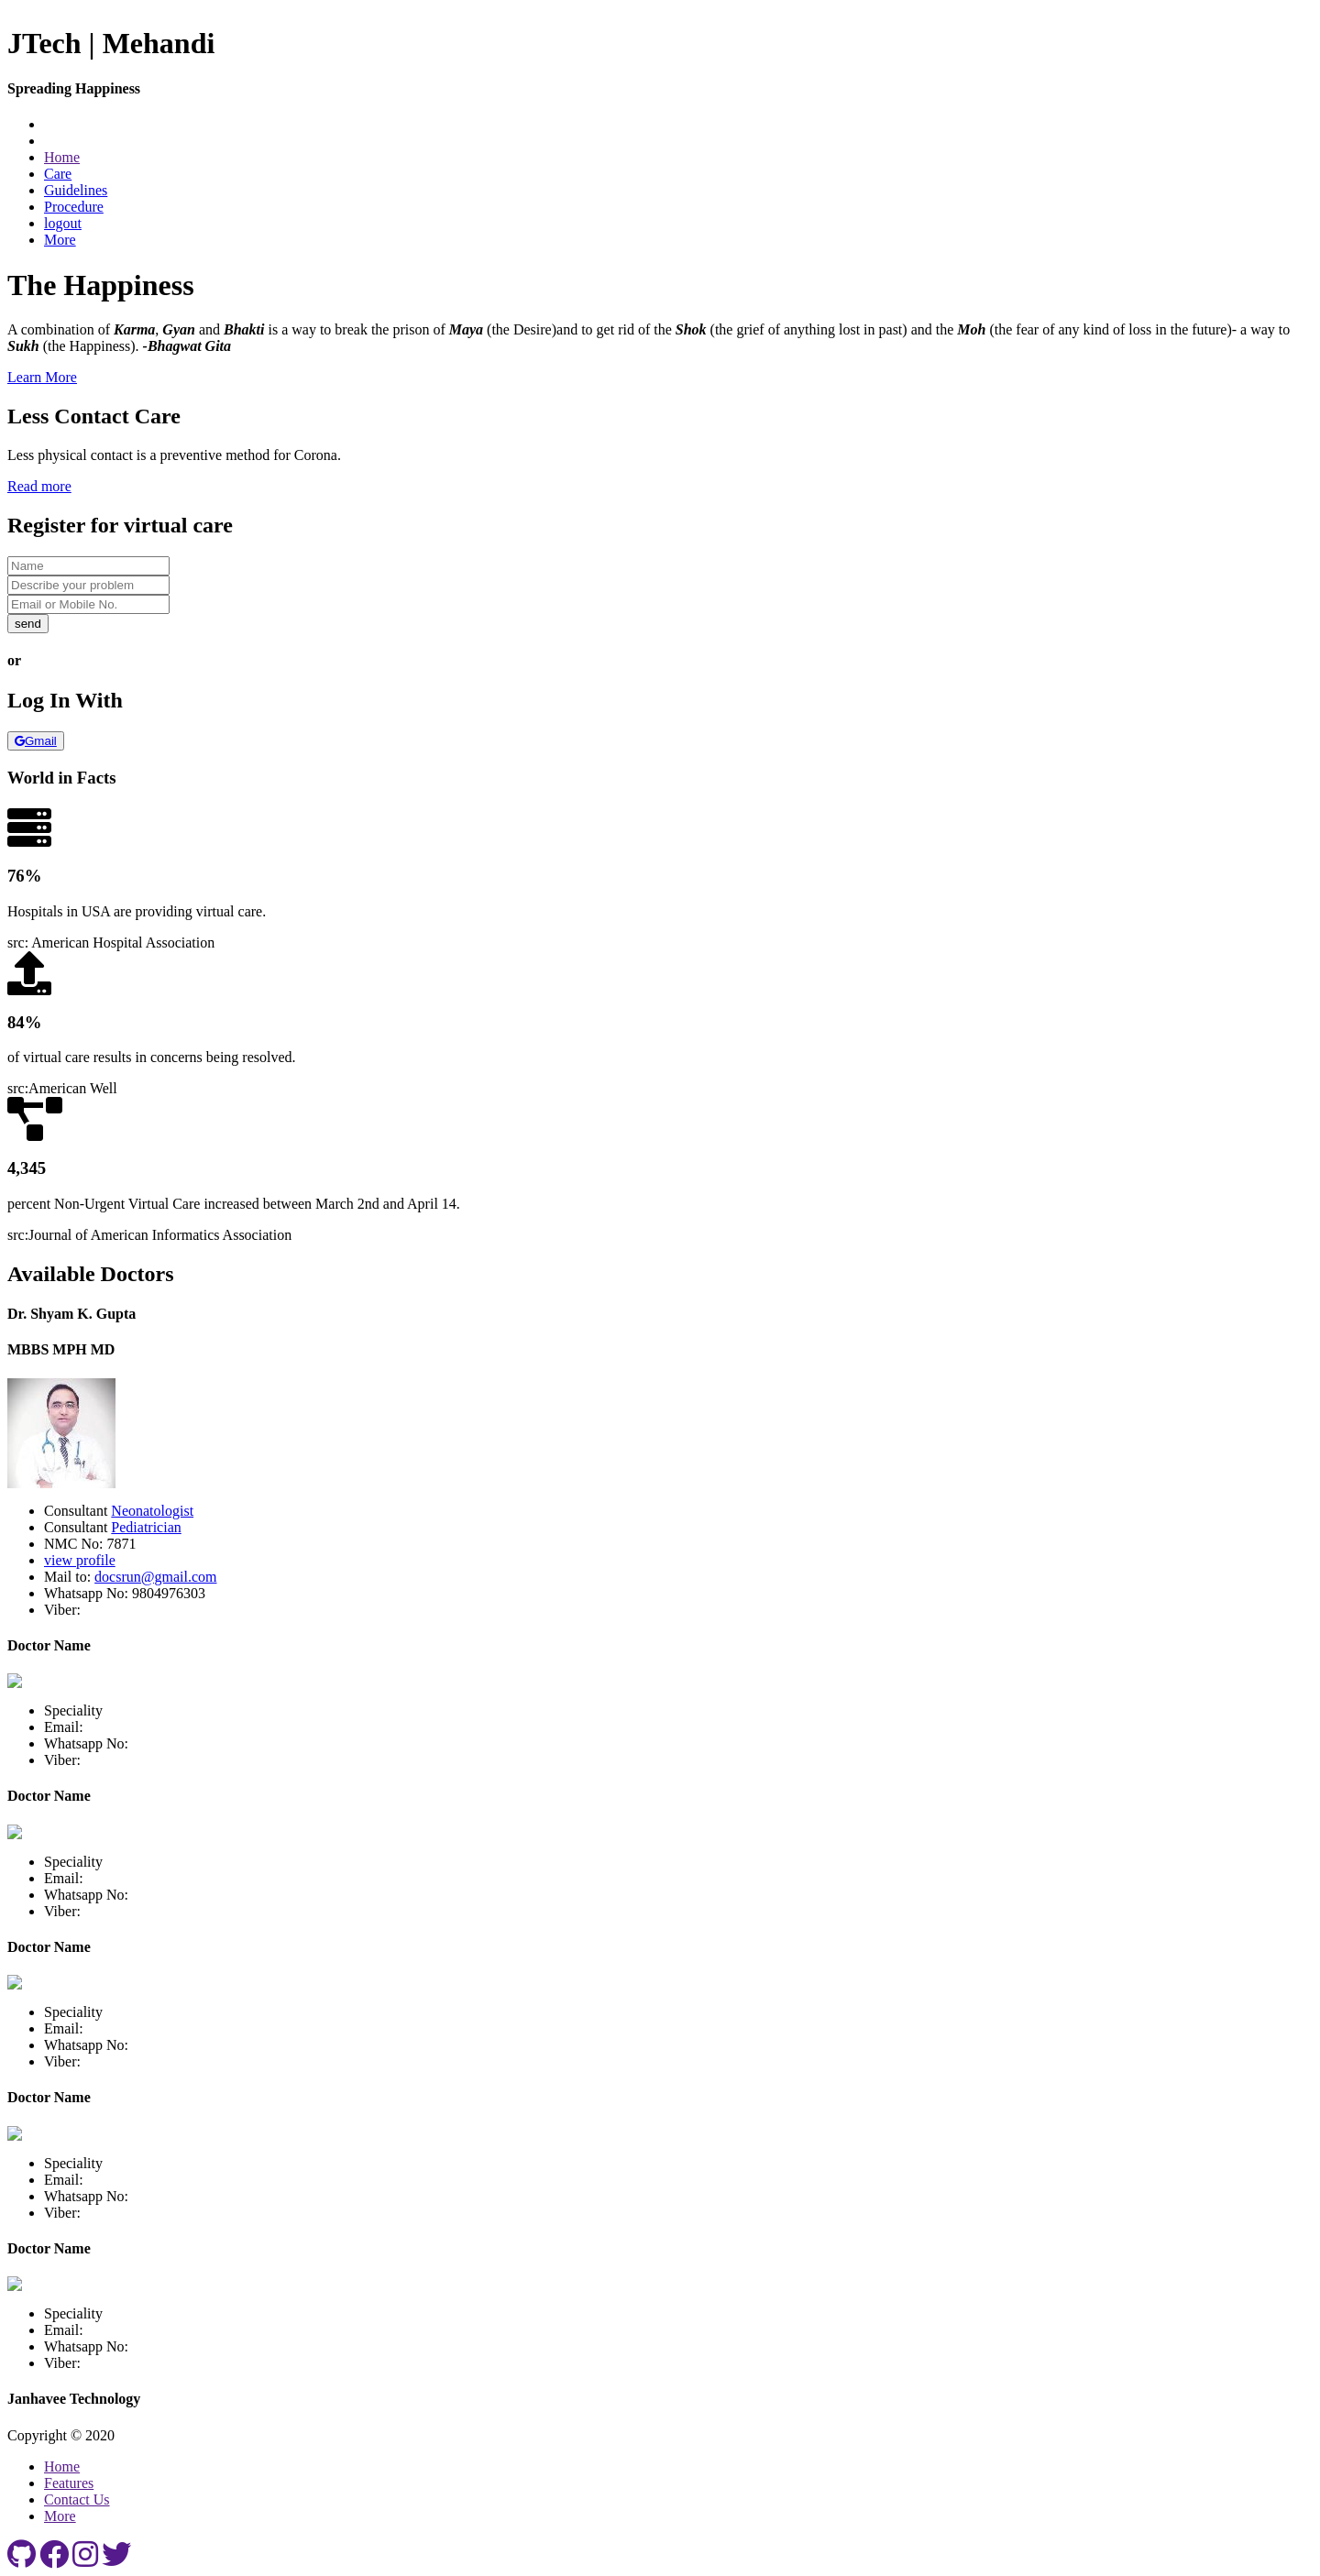 JTech | Mehandi
Spreading Happiness
Home
Care
Guidelines
Procedure
logout
More
The Happiness
A combination of Karma, Gyan and Bhakti is a way to break the prison of Maya (the Desire)and to get rid of the Shok (the grief of anything lost in past) and the Moh (the fear of any kind of loss in the future)- a way to
Sukh (the Happiness). -Bhagwat Gita
Learn More
Less Contact Care
Less physical contact is a preventive method for Corona.
Read more
Register for virtual care
Name
Describe your problem
Email or Mobile No.
send
or
Log In With
Gmail
World in Facts
76%
Hospitals in USA are providing virtual care.
src: American Hospital Association
84%
of virtual care results in concerns being resolved.
src:American Well
4,345
percent Non-Urgent Virtual Care increased between March 2nd and April 14.
src:Journal of American Informatics Association
Available Doctors
Dr. Shyam K. Gupta
MBBS MPH MD
Consultant Neonatologist
Consultant Pediatrician
NMC No: 7871
view profile
Mail to: docsrun@gmail.com
Whatsapp No: 9804976303
Viber:
Doctor Name
Speciality
Email:
Whatsapp No:
Viber:
Doctor Name
Speciality
Email:
Whatsapp No:
Viber:
Doctor Name
Speciality
Email:
Whatsapp No:
Viber:
Doctor Name
Speciality
Email:
Whatsapp No:
Viber:
Doctor Name
Speciality
Email:
Whatsapp No:
Viber:
Janhavee Technology
Copyright © 2020
Home
Features
Contact Us
More